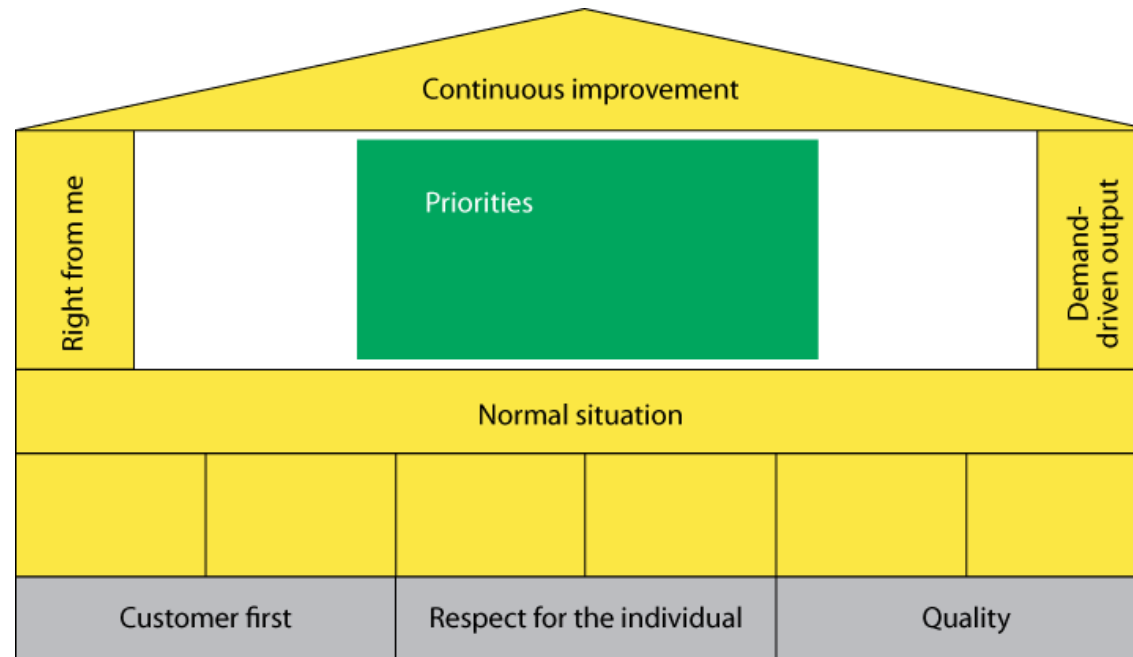 Continuous improvement
Right from me
Priorities
Demand-
driven output
Normal situation
Customer first
Respect for the individual
Quality